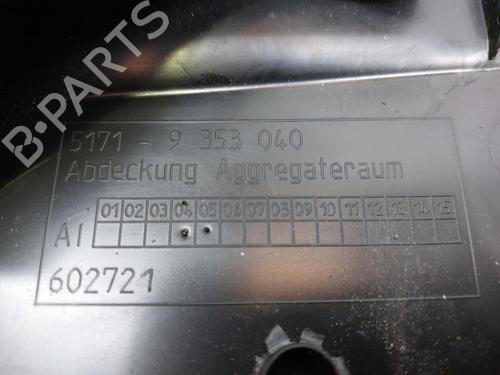 B-PARTS
5171 - 9 353 040
Abdeckung Aggregateraum
01 02 03 04 05 06 07 08 09 10 11 12 13 14 15
AI
602721